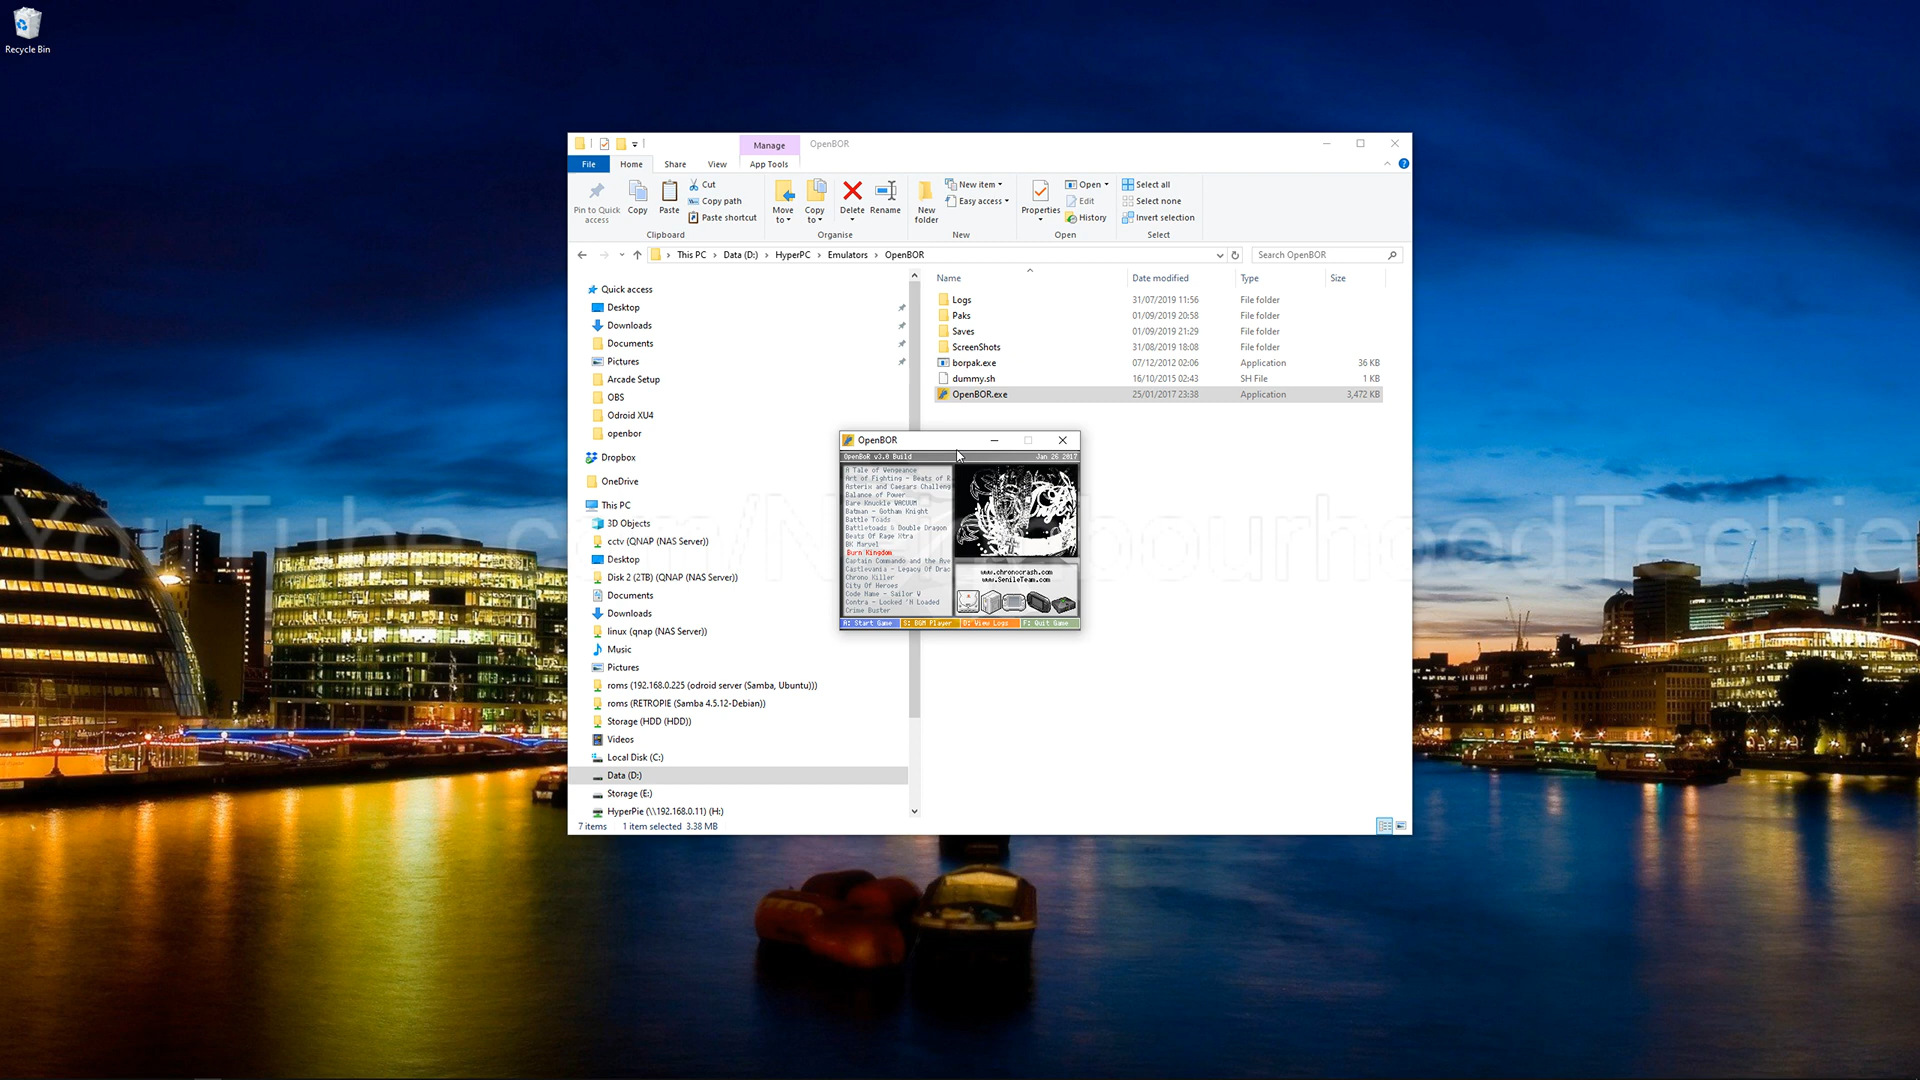 Recycle Bin
Manage
OpenBOR
File
Home
Share
View
App Tools
Pin to Quick access
Copy
Paste
Cut
Copy path
Paste shortcut
Clipboard
Move to
Copy to
Delete
Rename
Organise
New folder
New item
Easy access
New
Properties
Open
Edit
History
Open
Select all
Select none
Invert selection
Select
This PC
Data (D:)
HyperPC
Emulators
OpenBOR
Search OpenBOR
Quick access
Desktop
Downloads
Documents
Pictures
Arcade Setup
OBS
Odroid XU4
openbor
Dropbox
OneDrive
This PC
3D Objects
cctv (QNAP (NAS Server))
Desktop
Disk 2 (2TB) (QNAP (NAS Server))
Documents
Downloads
linux (qnap (NAS Server))
Music
Pictures
roms (192.168.0.225 (odroid server (Samba, Ubuntu)))
roms (RETROPIE (Samba 4.5.12-Debian))
Storage (HDD (HDD))
Videos
Local Disk (C:)
Data (D:)
Storage (E:)
HyperPie (\\192.168.0.11) (H:)
7 items 1 item selected 3.38 MB
Name Date modified Type Size
Logs 31/07/2019 11:56 File folder
Paks 01/09/2019 20:58 File folder
Saves 01/09/2019 21:29 File folder
ScreenShots 31/08/2019 18:08 File folder
borpak.exe 07/12/2012 02:06 Application 36 KB
dummy.sh 16/10/2015 02:43 SH File 1 KB
OpenBOR.exe 25/01/2017 23:38 Application 3,472 KB
OpenBOR
OpenBoR v3.0 Build Jan 26 2017
A Tale of Vengeance
Art of Fighting - Beats of R
Asterix and Caesars Challeng
Balance of Power
Bare Knuckle VACUUM
Batman - Gotham Knight
Battle Toads
Battletoads & Double Dragon
Beats Of Rage Xtra
BK Marvel
Burn Kingdom
Captain Commando and the Ave
Castlevania - Legacy Of Drac
Chrono Killer
City Of Heroes
Code Name - Sailor V
Contra - Locked 'N Loaded
Crime Buster
www.chronocrash.com
www.SenileTeam.com
A: Start Game S: BGM Player D: View Logs F: Quit Game